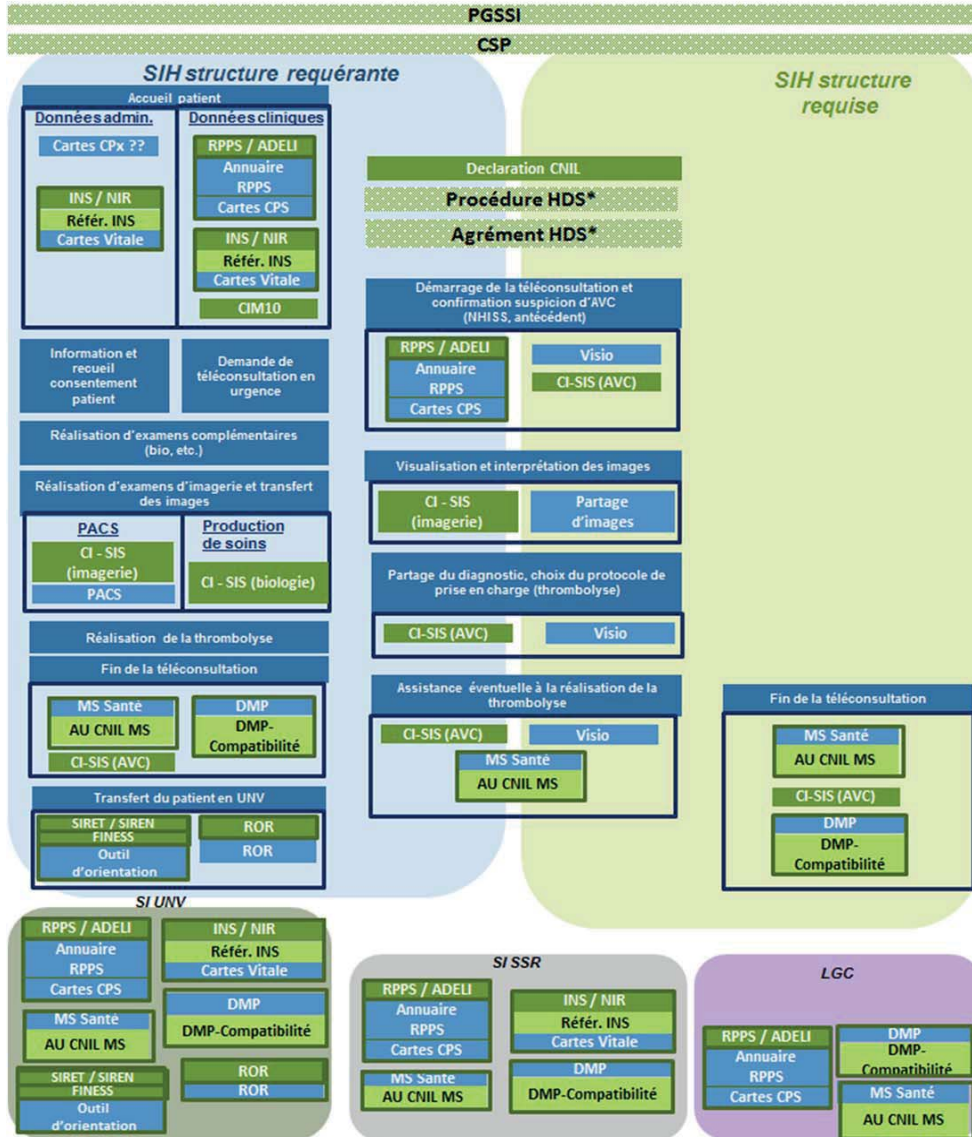 PGSSI
CSP
SIH structure requérante
Accueil patient
Données admin.
Cartes CPx ??
INS / NIR
Référ. INS
Cartes Vitale
Données cliniques
RPPS / ADELI
Annuaire
RPPS
Cartes CPS
INS / NIR
Référ. INS
Cartes Vitale
CIM10
Information et
recueil
consentement
patient
Demande de
téléconsultation en
urgence
Réalisation d'examens complémentaires
(bio, etc.)
Réalisation d'examens d'imagerie et transfert
des images
PACS
CI - SIS
(imagerie)
PACS
Production
de soins
CI - SIS (biologie)
Réalisation de la thrombolyse
Fin de la téléconsultation
MS Santé
AU CNIL MS
CI-SIS (AVC)
DMP
DMP-
Compatibilité
Transfert du patient en UNV
SIRET / SIREN
FINESS
Outil
d'orientation
ROR
ROR
Declaration CNIL
Procédure HDS*
Agrément HDS*
Démarrage de la téléconsultation et
confirmation suspicion d'AVC
(NHISS, antécédent)
RPPS / ADELI
Annuaire
RPPS
Cartes CPS
Visio
CI-SIS (AVC)
Visualisation et interprétation des images
CI - SIS
(imagerie)
Partage
d'images
Partage du diagnostic, choix du protocole de
prise en charge (thrombolyse)
CI-SIS (AVC)
Visio
Assistance éventuelle à la réalisation de la
thrombolyse
CI-SIS (AVC)
Visio
MS Santé
AU CNIL MS
SIH structure
requise
Fin de la téléconsultation
MS Santé
AU CNIL MS
CI-SIS (AVC)
DMP
DMP-
Compatibilité
SI UNV
RPPS / ADELI
Annuaire
RPPS
Cartes CPS
MS Santé
AU CNIL MS
SIRET / SIREN
FINESS
Outil
d'orientation
INS / NIR
Référ. INS
Cartes Vitale
DMP
DMP-Compatibilité
ROR
ROR
SI SSR
RPPS / ADELI
Annuaire
RPPS
Cartes CPS
MS Santé
AU CNIL MS
INS / NIR
Référ. INS
Cartes Vitale
DMP
DMP-Compatibilité
LGC
RPPS / ADELI
Annuaire
RPPS
Cartes CPS
DMP
DMP-
Compatibilité
MS Santé
AU CNIL MS